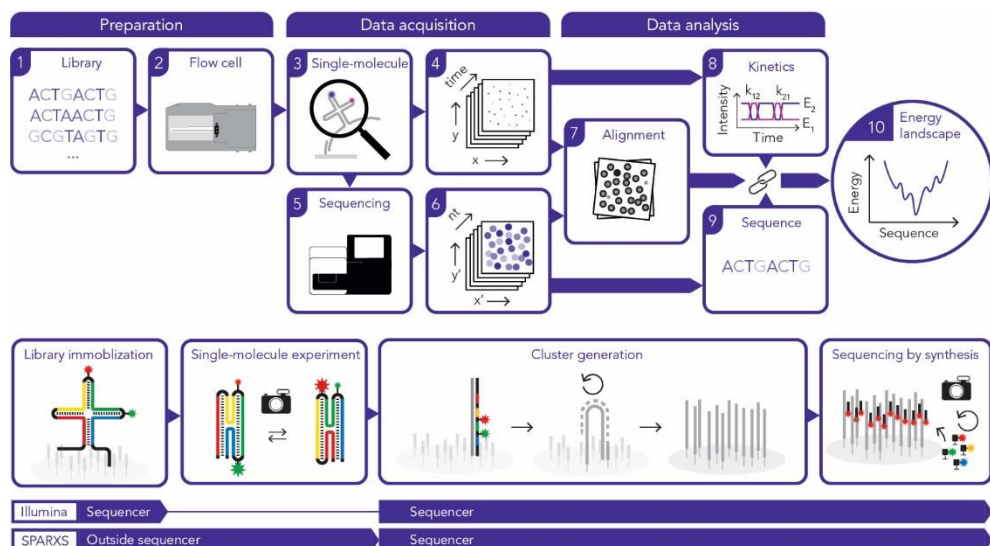 Preparation
Data acquisition
Data analysis
1 Library
ACTGACTG
ACTAACTG
GCGTAGTG
...
2 Flow cell
3 Single-molecule
4
time
y
x
5 Sequencing
6
nt
y'
x'
7 Alignment
8 Kinetics
k12 k21
Intensity
E2
E1
Time
9 Sequence
ACTGACTG
10 Energy
landscape
Energy
Sequence
Library immoblization
Single-molecule experiment
Cluster generation
Sequencing by synthesis
Illumina Sequencer Sequencer
SPARXS Outside sequencer Sequencer